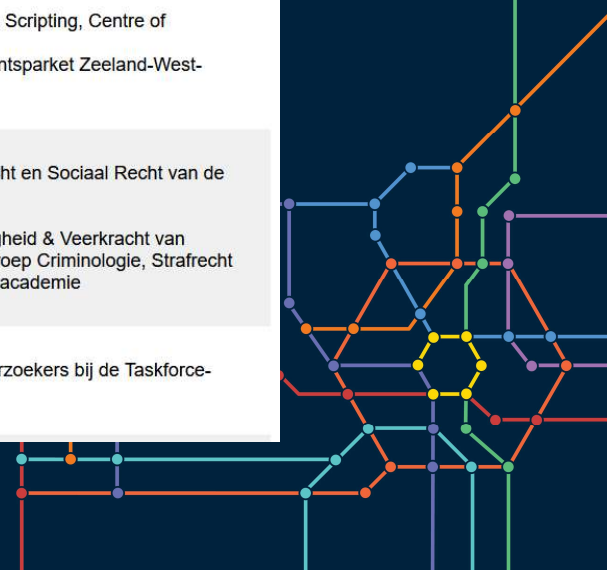 Scripting, Centre of
ntsparket Zeeland-West-
ht en Sociaal Recht van de
gheid & Veerkracht van
roep Criminologie, Strafrecht
academie
rzoekers bij de Taskforce-